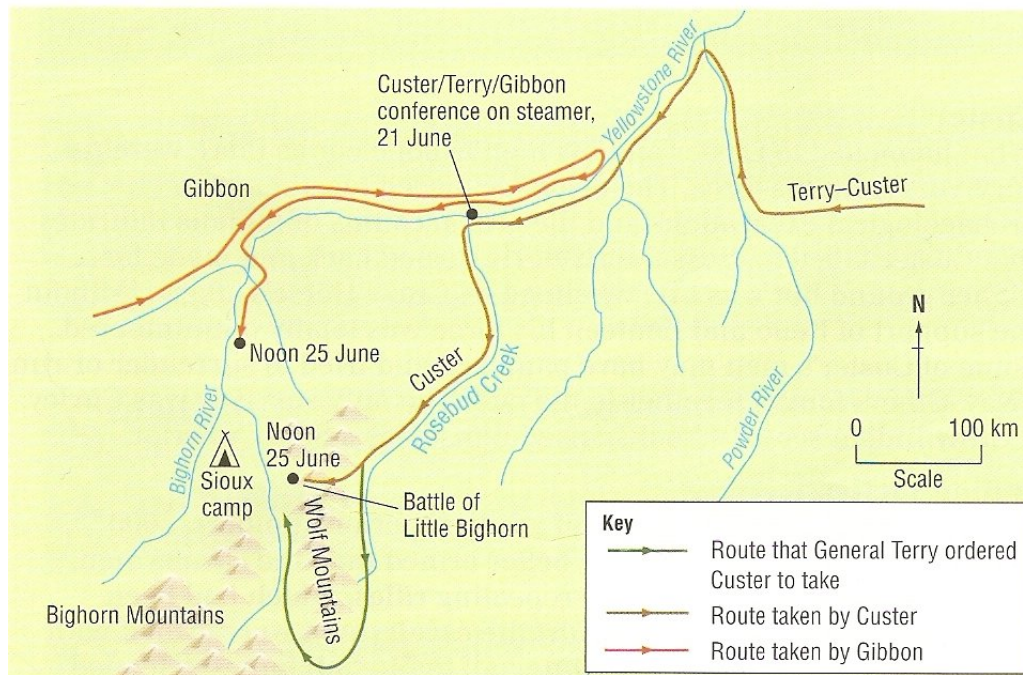 Custer/Terry/Gibbon
conference on steamer,
21 June
Yellowstone River
Gibbon
Terry–Custer
N
Noon 25 June
Custer
Rosebud Creek
Powder River
0 100 km
Scale
Bighorn River
Noon
25 June
Sioux
camp
Battle of
Little Bighorn
Wolf Mountains
Bighorn Mountains
Key
Route that General Terry ordered
Custer to take
Route taken by Custer
Route taken by Gibbon